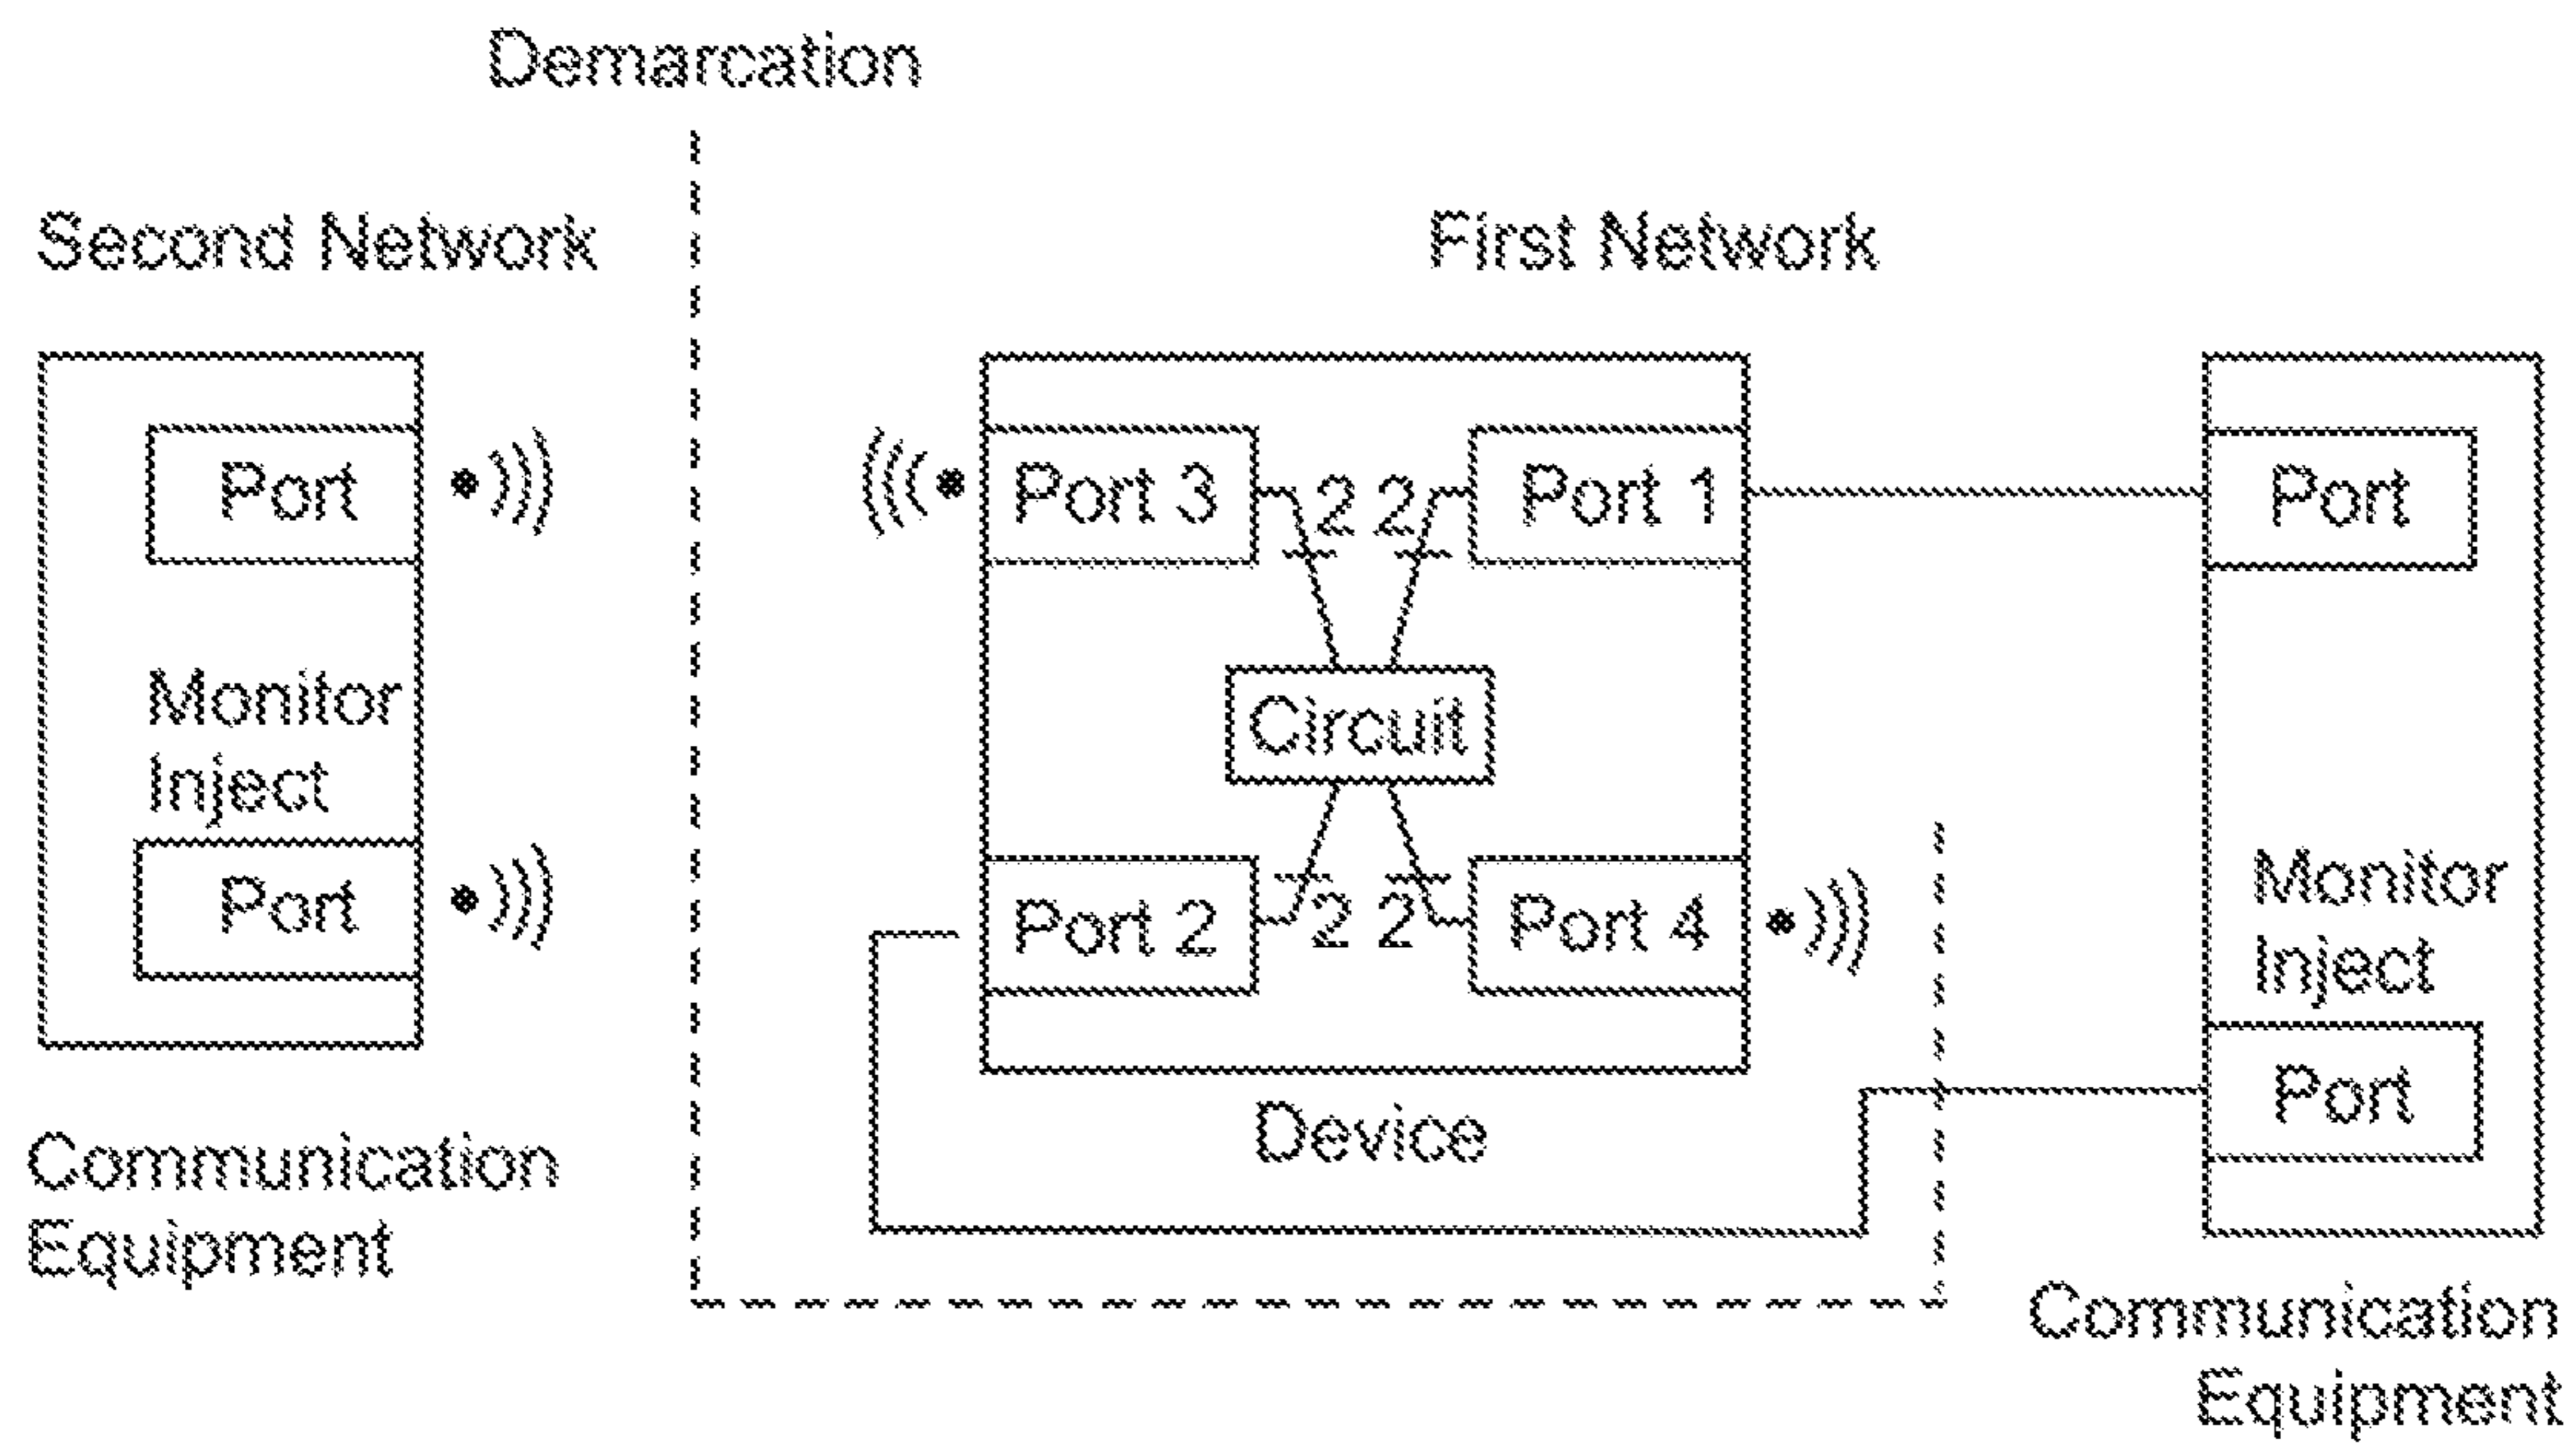 Demarcation
Second Network
First Network
Port
Port 3
2 2
Port 1
Port
Monitor
Inject
Circuit
Port
Port 2
2 2
Port 4
Monitor
Inject
Port
Device
Communication
Equipment
Communication
Equipment